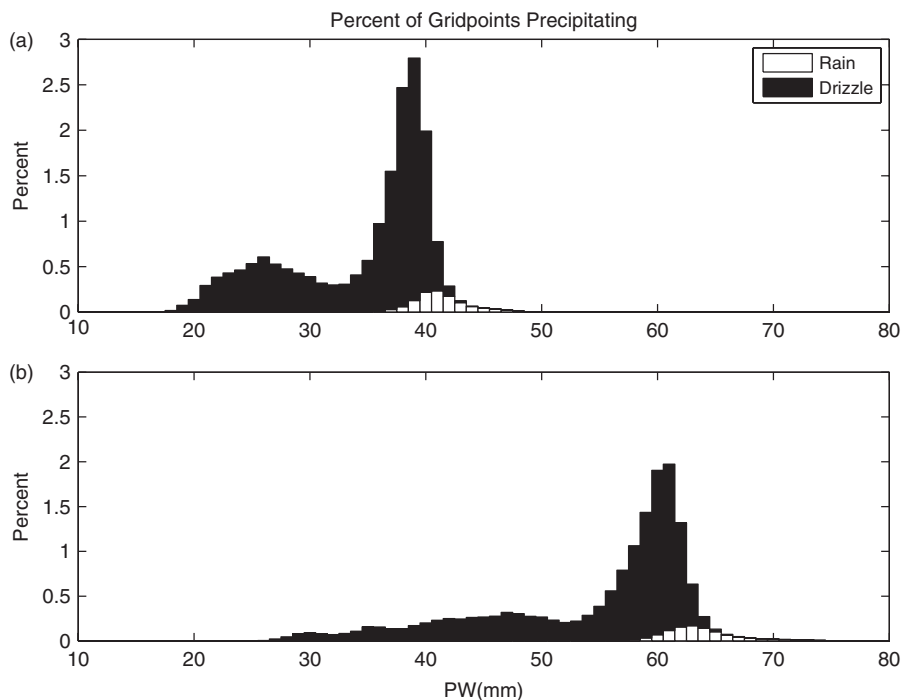 Percent of Gridpoints Precipitating
(a)
3
2.5
2
1.5
1
0.5
0
Percent
Rain
Drizzle
10 20 30 40 50 60 70 80
(b)
3
2.5
2
1.5
1
0.5
0
Percent
10 20 30 40 50 60 70 80
PW(mm)